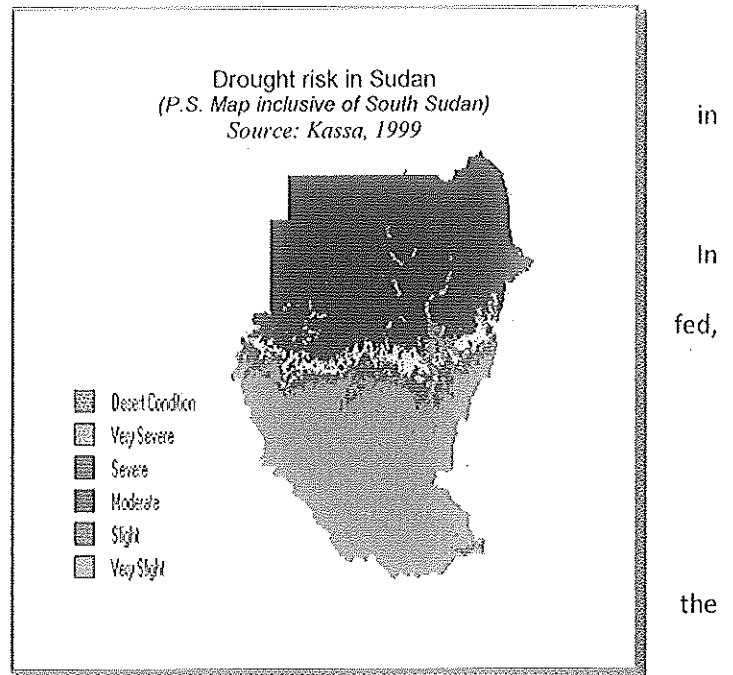 Drought risk in Sudan
(P.S. Map inclusive of South Sudan)
Source: Kassa, 1999
in
In
fed,
Desert Condition
Very Severe
Severe
Moderate
Slight
Very Slight
the